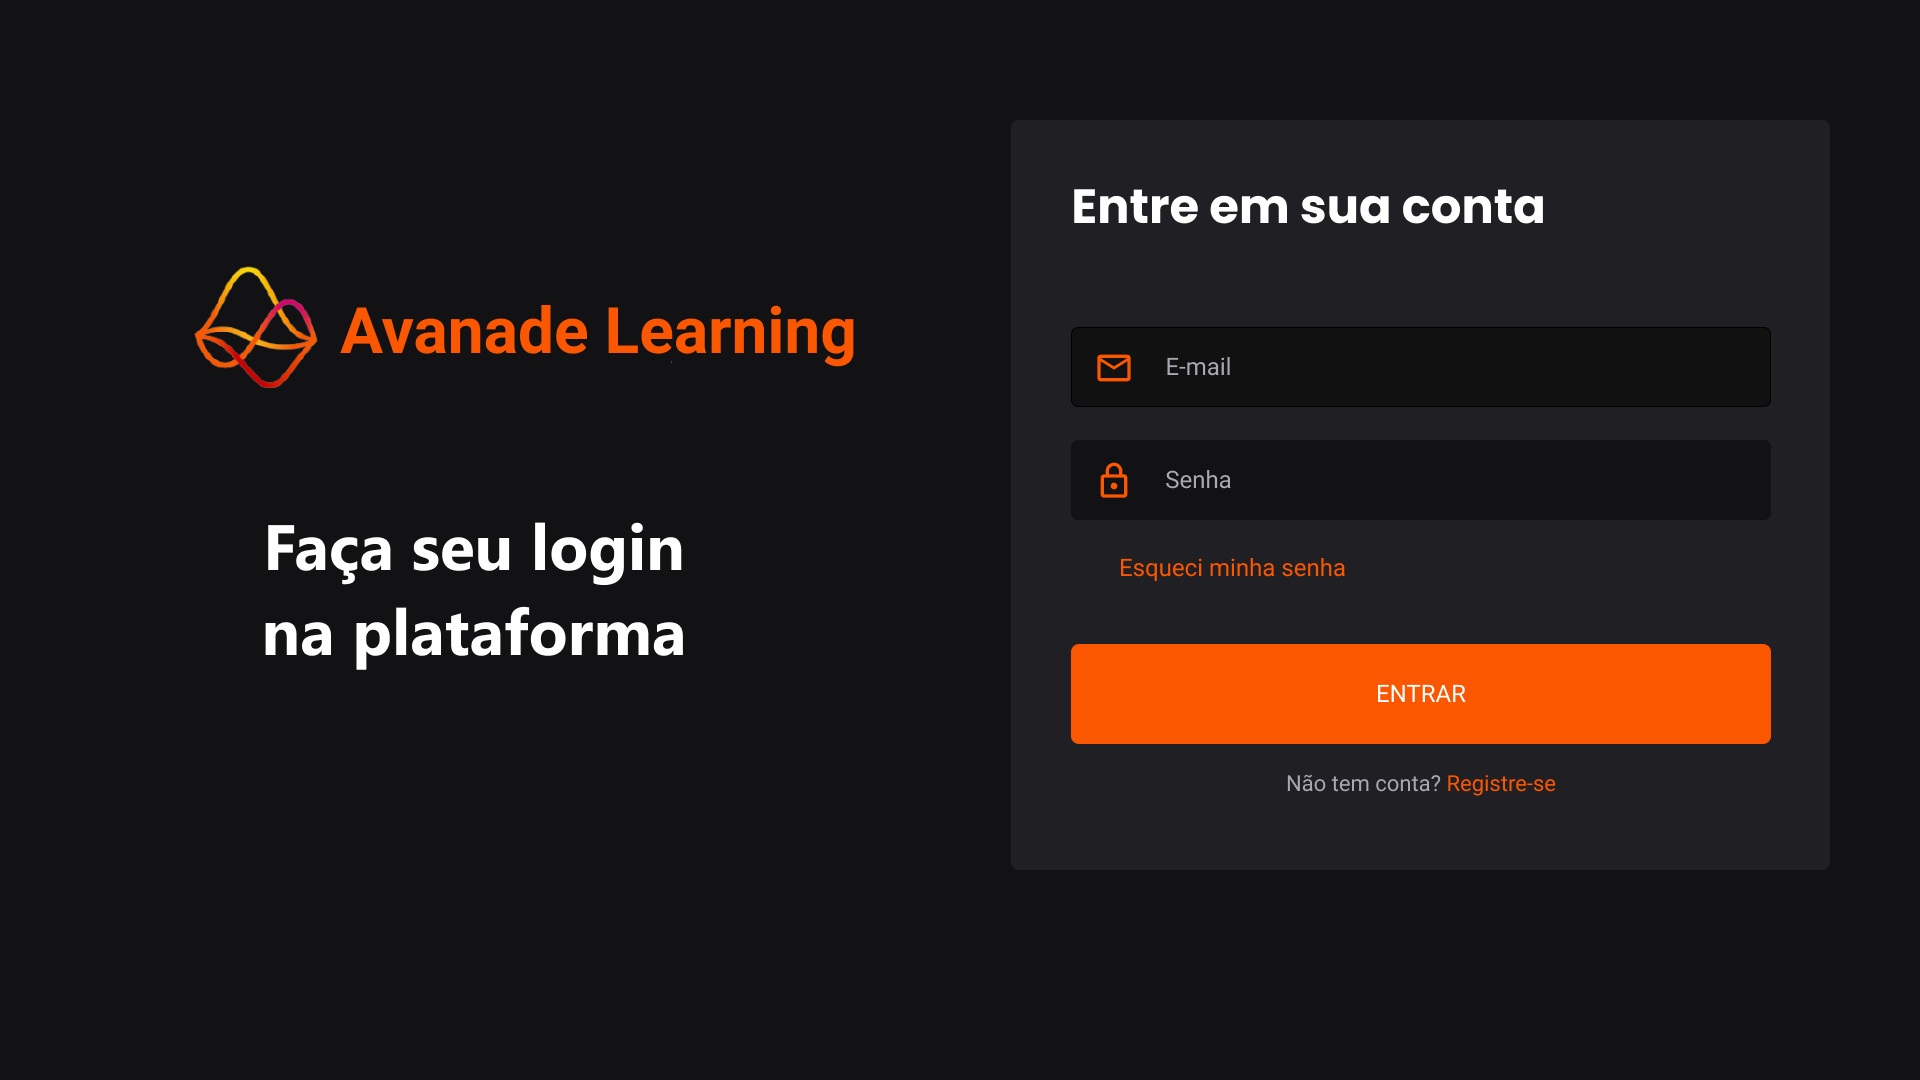 Avanade Learning
Faça seu login
na plataforma
Entre em sua conta
E-mail
Senha
Esqueci minha senha
ENTRAR
Não tem conta? Registre-se